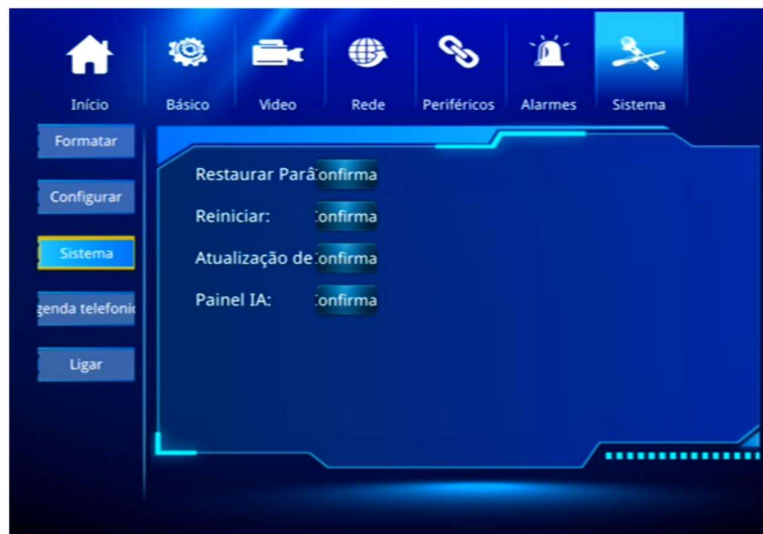 Início Básico Video Rede Periféricos Alarmes Sistema
Formatar
Configurar
Sistema
genda telefonic
Ligar
Restaurar Parâ onfirma
Reiniciar: onfirma
Atualização de onfirma
Painel IA: onfirma